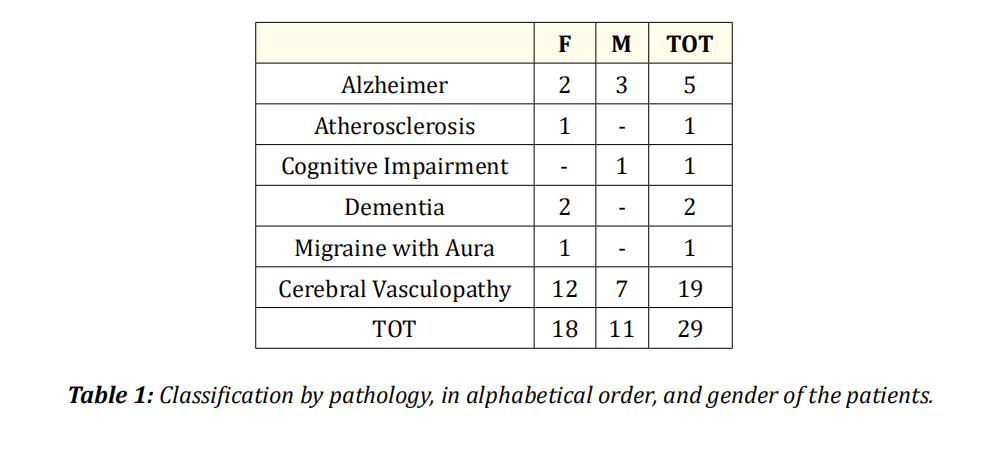 F M TOT
Alzheimer 2 3 5
Atherosclerosis 1 - 1
Cognitive Impairment - 1 1
Dementia 2 - 2
Migraine with Aura 1 - 1
Cerebral Vasculopathy 12 7 19
TOT 18 11 29
Table 1: Classification by pathology, in alphabetical order, and gender of the patients.